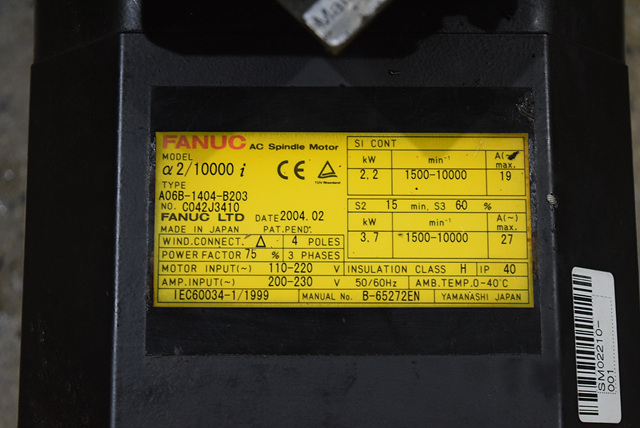 Ma
FANUC AC Spindle Motor
MODEL
α2/10000 i
CE
TYPE
A06B-1404-B203
NO. C042J3410
FANUC LTD DATE 2004.02
MADE IN JAPAN PAT.PEND.
WIND.CONNECT. △ 4 POLES
POWER FACTOR 75 % 3 PHASES
S1 CONT
kW min⁻¹ A(~) max.
2.2 1500-10000 19
S2 15 min, S3 60 %
kW min⁻¹ A(~) max.
3.7 1500-10000 27
MOTOR INPUT(~) 110-220 V INSULATION CLASS H IP 40
AMP.INPUT(~) 200-230 V 50/60Hz AMB.TEMP.0-40°C
IEC60034-1/1999 MANUAL No. B-65272EN YAMANASHI JAPAN
SM02210-
001